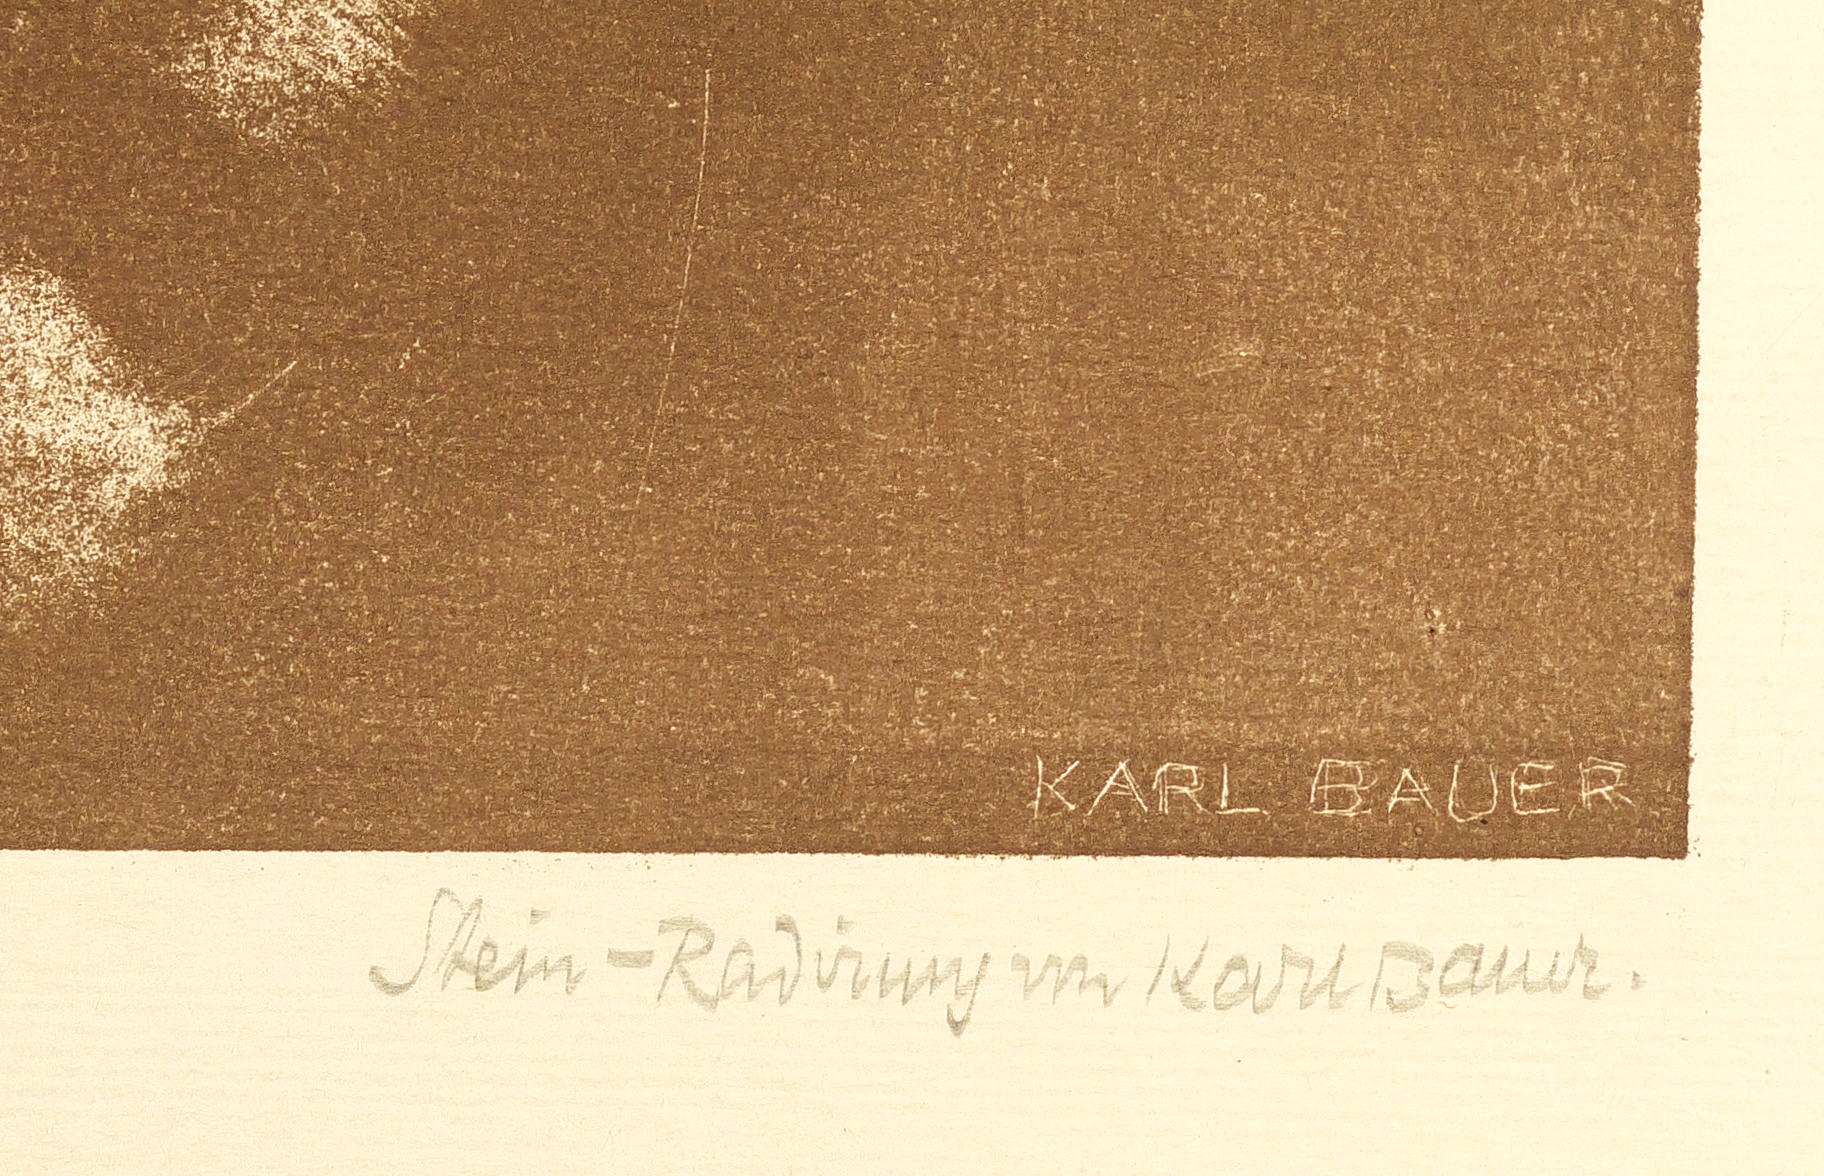 KARL BAUER
Stein-Radirung von Karl Bauer.